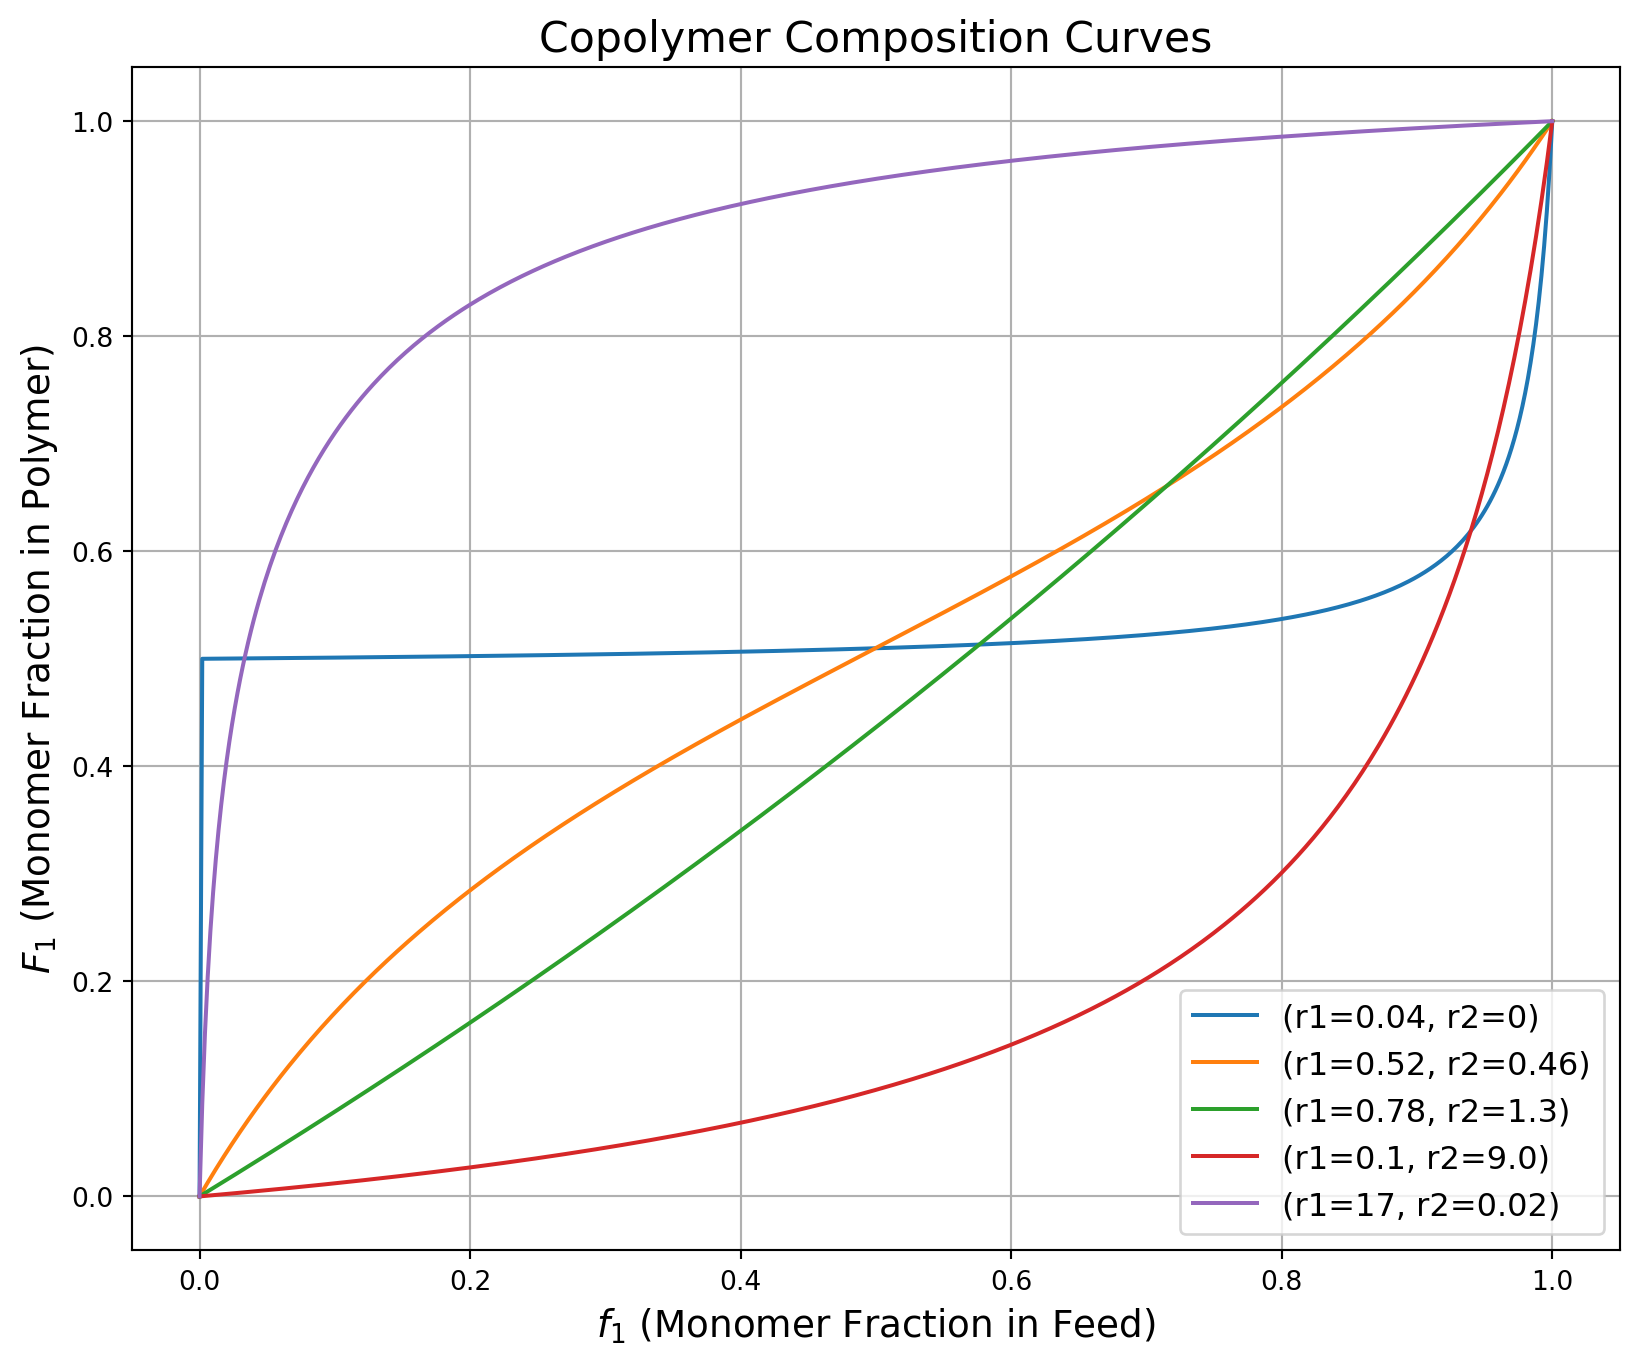 Copolymer Composition Curves
F₁ (Monomer Fraction in Polymer)
1.0
0.8
0.6
0.4
0.2
0.0
(r1=0.04, r2=0)
(r1=0.52, r2=0.46)
(r1=0.78, r2=1.3)
(r1=0.1, r2=9.0)
(r1=17, r2=0.02)
0.0 0.2 0.4 0.6 0.8 1.0
f₁ (Monomer Fraction in Feed)